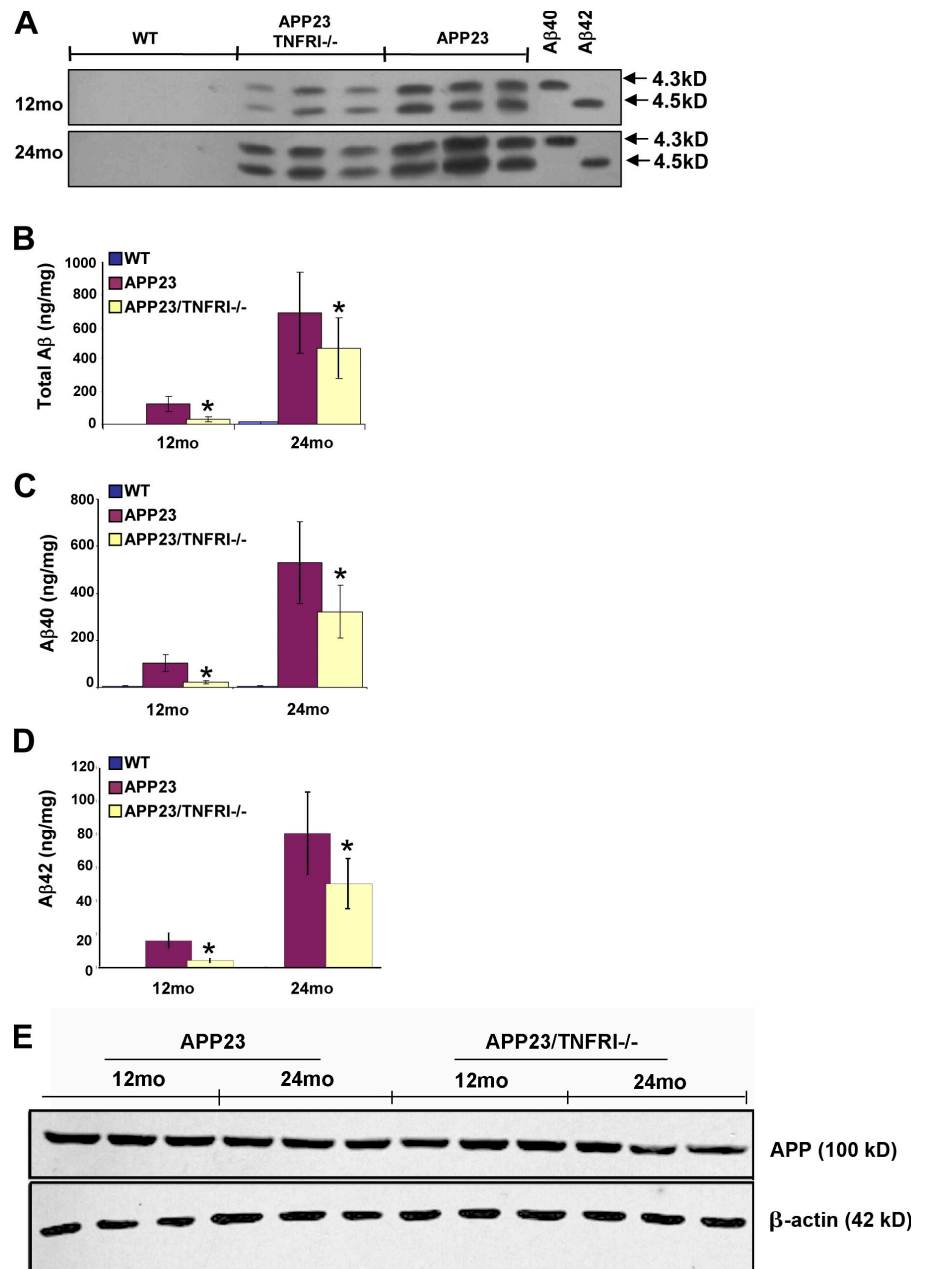 A
WT
APP23
TNFRI-/-
APP23
Aβ40
Aβ42
12mo
4.3kD
4.5kD
24mo
4.3kD
4.5kD
B
WT
APP23
APP23/TNFRI-/-
Total Aβ (ng/mg)
1000
800
600
400
200
0
*
*
12mo
24mo
C
WT
APP23
APP23/TNFRI-/-
Aβ40 (ng/mg)
800
600
400
200
0
*
*
12mo
24mo
D
WT
APP23
APP23/TNFRI-/-
Aβ42 (ng/mg)
120
100
80
60
40
20
0
*
*
12mo
24mo
E
APP23
APP23/TNFRI-/-
12mo
24mo
12mo
24mo
APP (100 kD)
β-actin (42 kD)